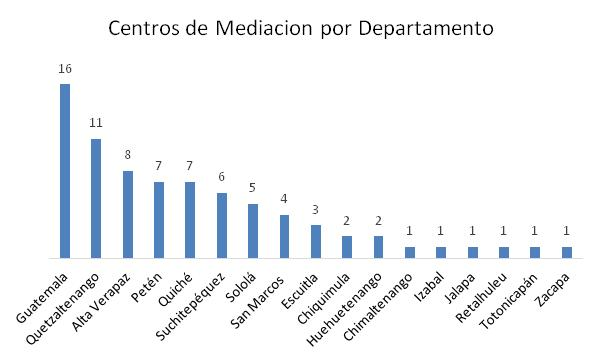 Centros de Mediacion por Departamento
16
11
8
7
7
6
5
4
3
2
2
1
1
1
1
1
1
Guatemala
Quetzaltenango
Alta Verapaz
Petén
Quiché
Suchitepéquez
Sololá
San Marcos
Escuitla
Chiquimula
Huehuetenango
Chimaltenango
Izabal
Jalapa
Retalhuleu
Totonicapán
Zacapa